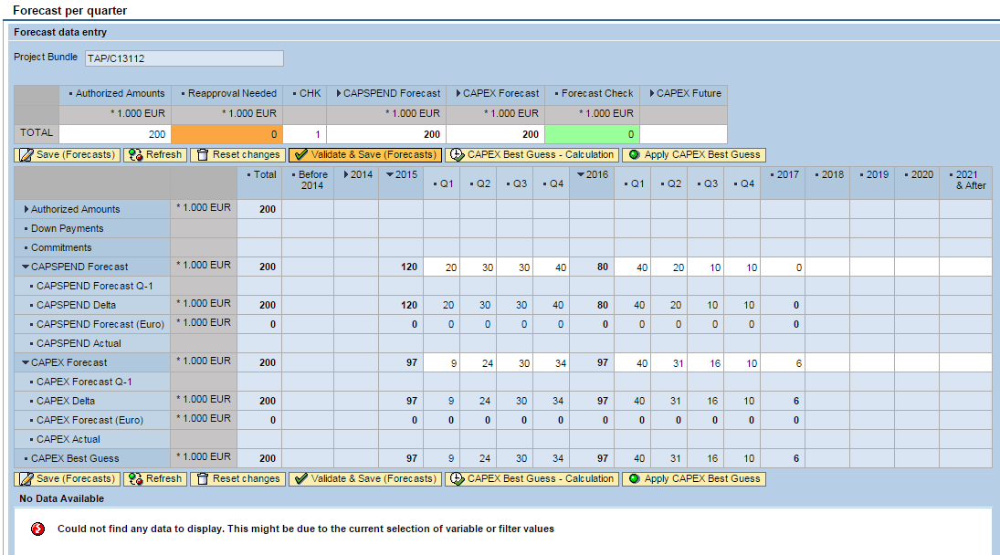 Forecast per quarter
Forecast data entry
Project Bundle TAP/C13112
Authorized Amounts Reapproval Needed CHK CAPSPEND Forecast CAPEX Forecast Forecast Check CAPEX Future
* 1.000 EUR * 1.000 EUR * 1.000 EUR * 1.000 EUR * 1.000 EUR
TOTAL 200 0 1 200 200 0
Save (Forecasts) Refresh Reset changes Validate & Save (Forecasts) CAPEX Best Guess - Calculation Apply CAPEX Best Guess
Total Before 2014 2015 2016 2017 2018 2019 2020 2021
2014 Q1 Q2 Q3 Q4 Q1 Q2 Q3 Q4 & After
Authorized Amounts * 1.000 EUR 200
Down Payments
Commitments
CAPSPEND Forecast * 1.000 EUR 200 120 20 30 30 40 80 40 20 10 10 0
CAPSPEND Forecast Q-1
CAPSPEND Delta * 1.000 EUR 200 120 20 30 30 40 80 40 20 10 10 0
CAPSPEND Forecast (Euro) * 1.000 EUR 0 0 0 0 0 0 0 0 0 0 0 0
CAPSPEND Actual
CAPEX Forecast * 1.000 EUR 200 97 9 24 30 34 97 40 31 16 10 6
CAPEX Forecast Q-1
CAPEX Delta * 1.000 EUR 200 97 9 24 30 34 97 40 31 16 10 6
CAPEX Forecast (Euro) * 1.000 EUR 0 0 0 0 0 0 0 0 0 0 0 0
CAPEX Actual
CAPEX Best Guess * 1.000 EUR 200 97 9 24 30 34 97 40 31 16 10 6
Save (Forecasts) Refresh Reset changes Validate & Save (Forecasts) CAPEX Best Guess - Calculation Apply CAPEX Best Guess
No Data Available
Could not find any data to display. This might be due to the current selection of variable or filter values